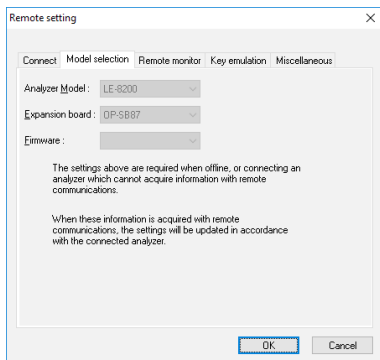 Remote setting
Connect Model selection Remote monitor Key emulation Miscellaneous
Analyzer Model : LE-8200
Expansion board : OP-SB87
Firmware :
The settings above are required when offline, or connecting an
analyzer which cannot acquire information with remote
communications.
When these information is acquired with remote
communications, the settings will be updated in accordance
with the connected analyzer.
OK Cancel